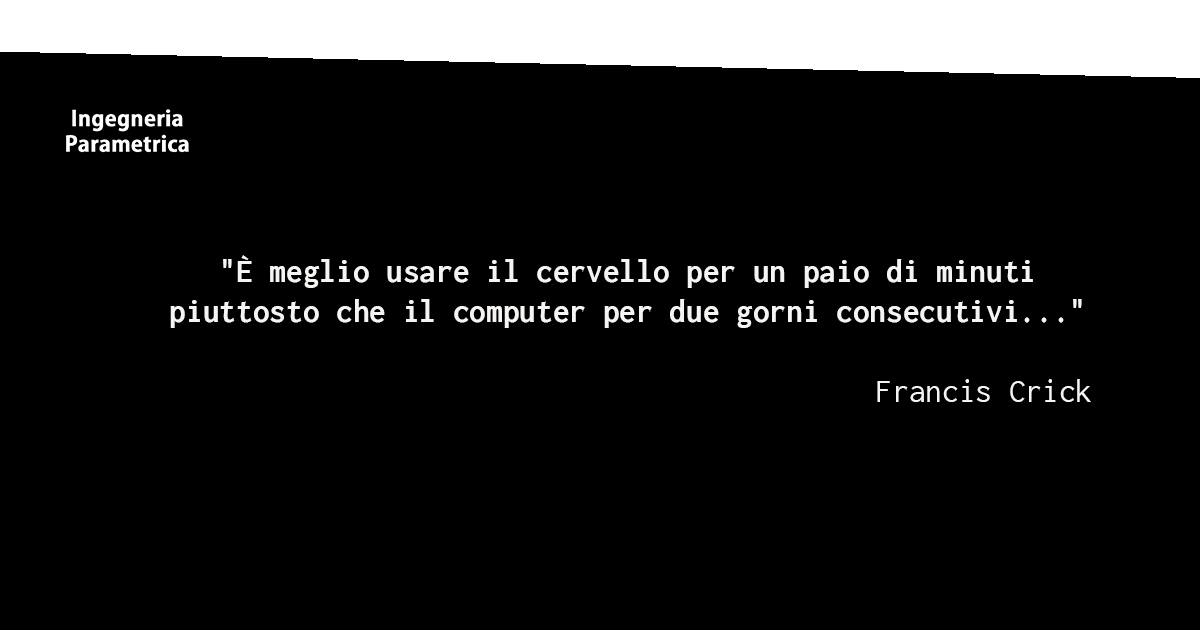 Ingegneria
Parametrica
"È meglio usare il cervello per un paio di minuti
piuttosto che il computer per due gorni consecutivi..."
Francis Crick